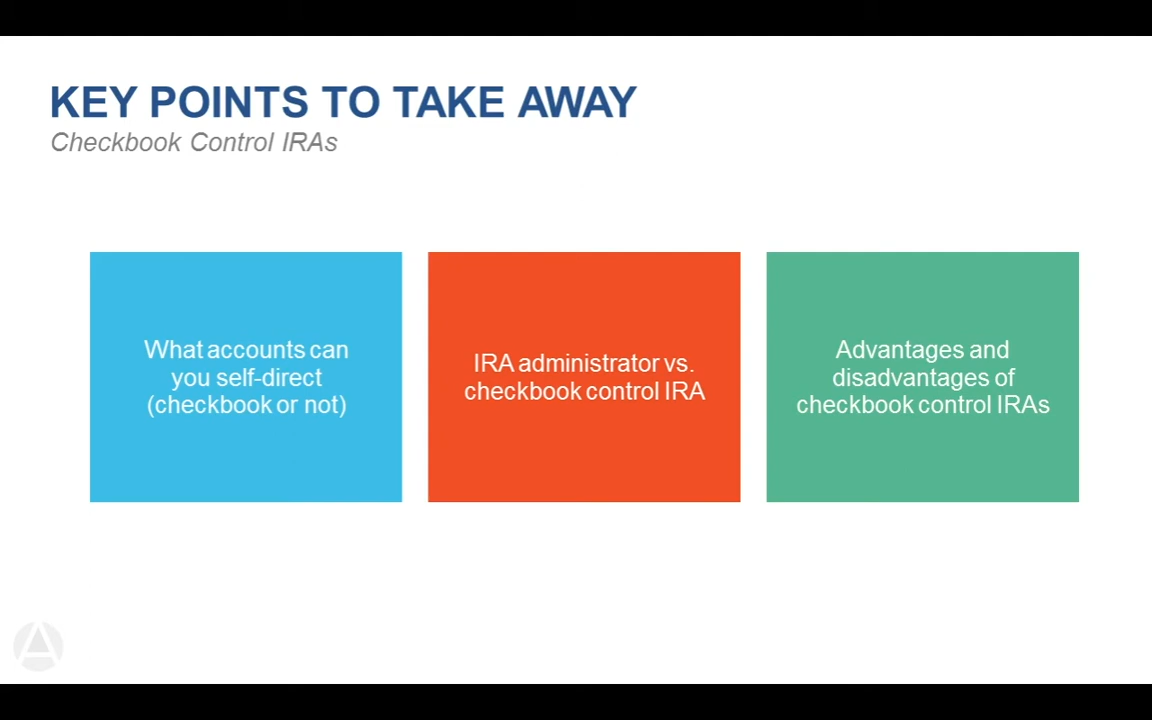 KEY POINTS TO TAKE AWAY
Checkbook Control IRAs
What accounts can
you self-direct
(checkbook or not)
IRA administrator vs.
checkbook control IRA
Advantages and
disadvantages of
checkbook control IRAs